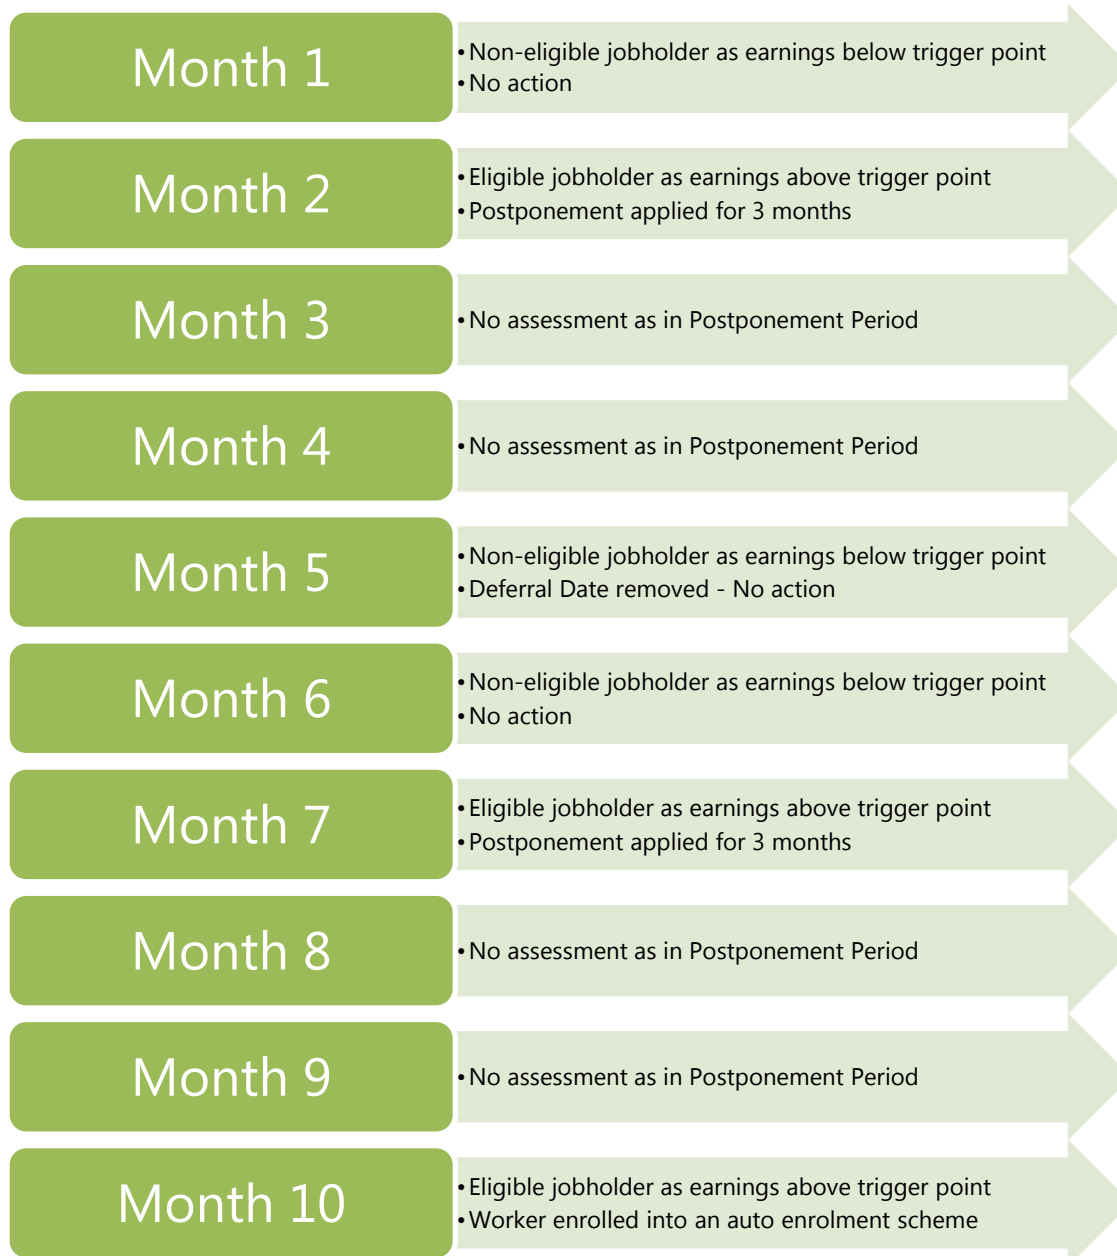 Month 1
• Non-eligible jobholder as earnings below trigger point
• No action
Month 2
• Eligible jobholder as earnings above trigger point
• Postponement applied for 3 months
Month 3
• No assessment as in Postponement Period
Month 4
• No assessment as in Postponement Period
Month 5
• Non-eligible jobholder as earnings below trigger point
• Deferral Date removed - No action
Month 6
• Non-eligible jobholder as earnings below trigger point
• No action
Month 7
• Eligible jobholder as earnings above trigger point
• Postponement applied for 3 months
Month 8
• No assessment as in Postponement Period
Month 9
• No assessment as in Postponement Period
Month 10
• Eligible jobholder as earnings above trigger point
• Worker enrolled into an auto enrolment scheme